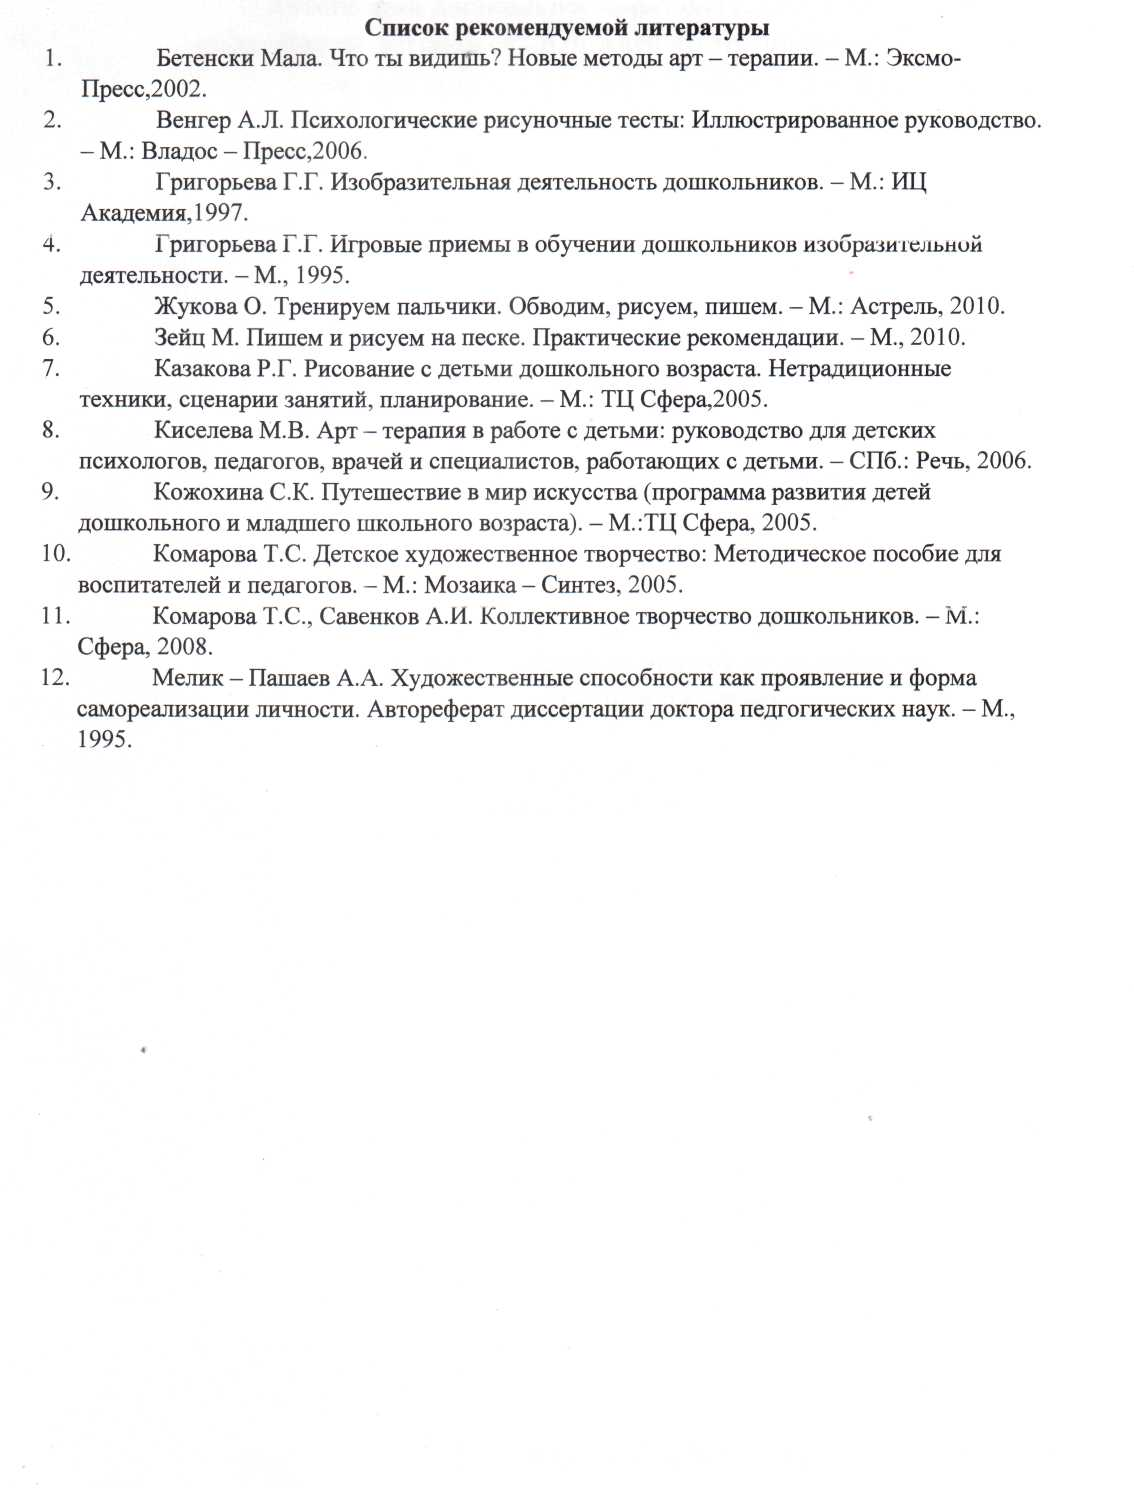 Список рекомендуемой литературы
1. Бетенски Мала. Что ты видишь? Новые методы арт – терапии. – М.: Эксмо-
Пресс,2002.
2. Венгер А.Л. Психологические рисуночные тесты: Иллюстрированное руководство.
– М.: Владос – Пресс,2006.
3. Григорьева Г.Г. Изобразительная деятельность дошкольников. – М.: ИЦ
Академия,1997.
4. Григорьева Г.Г. Игровые приемы в обучении дошкольников изобразительной
деятельности. – М., 1995.
5. Жукова О. Тренируем пальчики. Обводим, рисуем, пишем. – М.: Астрель, 2010.
6. Зейц М. Пишем и рисуем на песке. Практические рекомендации. – М., 2010.
7. Казакова Р.Г. Рисование с детьми дошкольного возраста. Нетрадиционные
техники, сценарии занятий, планирование. – М.: ТЦ Сфера,2005.
8. Киселева М.В. Арт – терапия в работе с детьми: руководство для детских
психологов, педагогов, врачей и специалистов, работающих с детьми. – СПб.: Речь, 2006.
9. Кожохина С.К. Путешествие в мир искусства (программа развития детей
дошкольного и младшего школьного возраста). – М.:ТЦ Сфера, 2005.
10. Комарова Т.С. Детское художественное творчество: Методическое пособие для
воспитателей и педагогов. – М.: Мозаика – Синтез, 2005.
11. Комарова Т.С., Савенков А.И. Коллективное творчество дошкольников. – М.:
Сфера, 2008.
12. Мелик – Пашаев А.А. Художественные способности как проявление и форма
самореализации личности. Автореферат диссертации доктора педгогических наук. – М.,
1995.